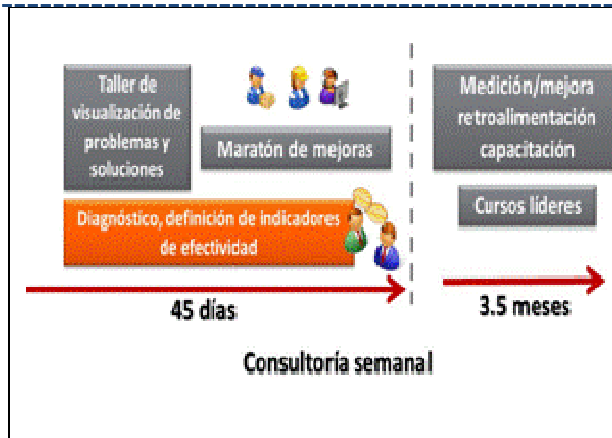 Taller de
visualización de
problemas y
soluciones
Maratón de mejoras
Diagnóstico, definición de indicadores
de efectividad
45 días
Medición/mejora
retroalimentación
capacitación
Cursos líderes
3.5 meses
Consultoría semanal